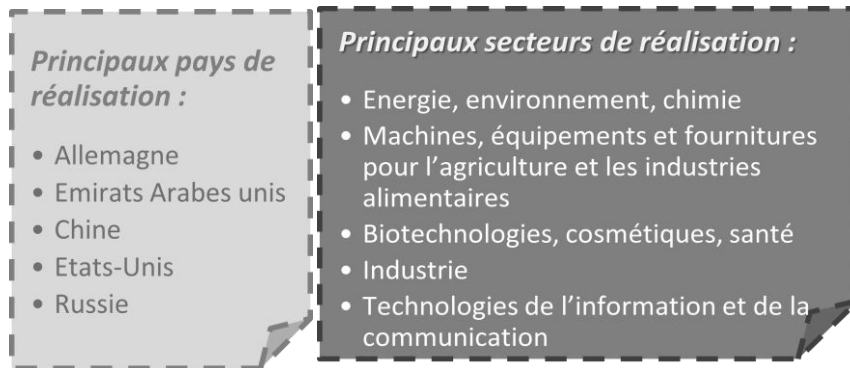 Principaux pays de
réalisation :
• Allemagne
• Emirats Arabes unis
• Chine
• Etats-Unis
• Russie
Principaux secteurs de réalisation :
• Energie, environnement, chimie
• Machines, équipements et fournitures
pour l'agriculture et les industries
alimentaires
• Biotechnologies, cosmétiques, santé
• Industrie
• Technologies de l'information et de la
communication